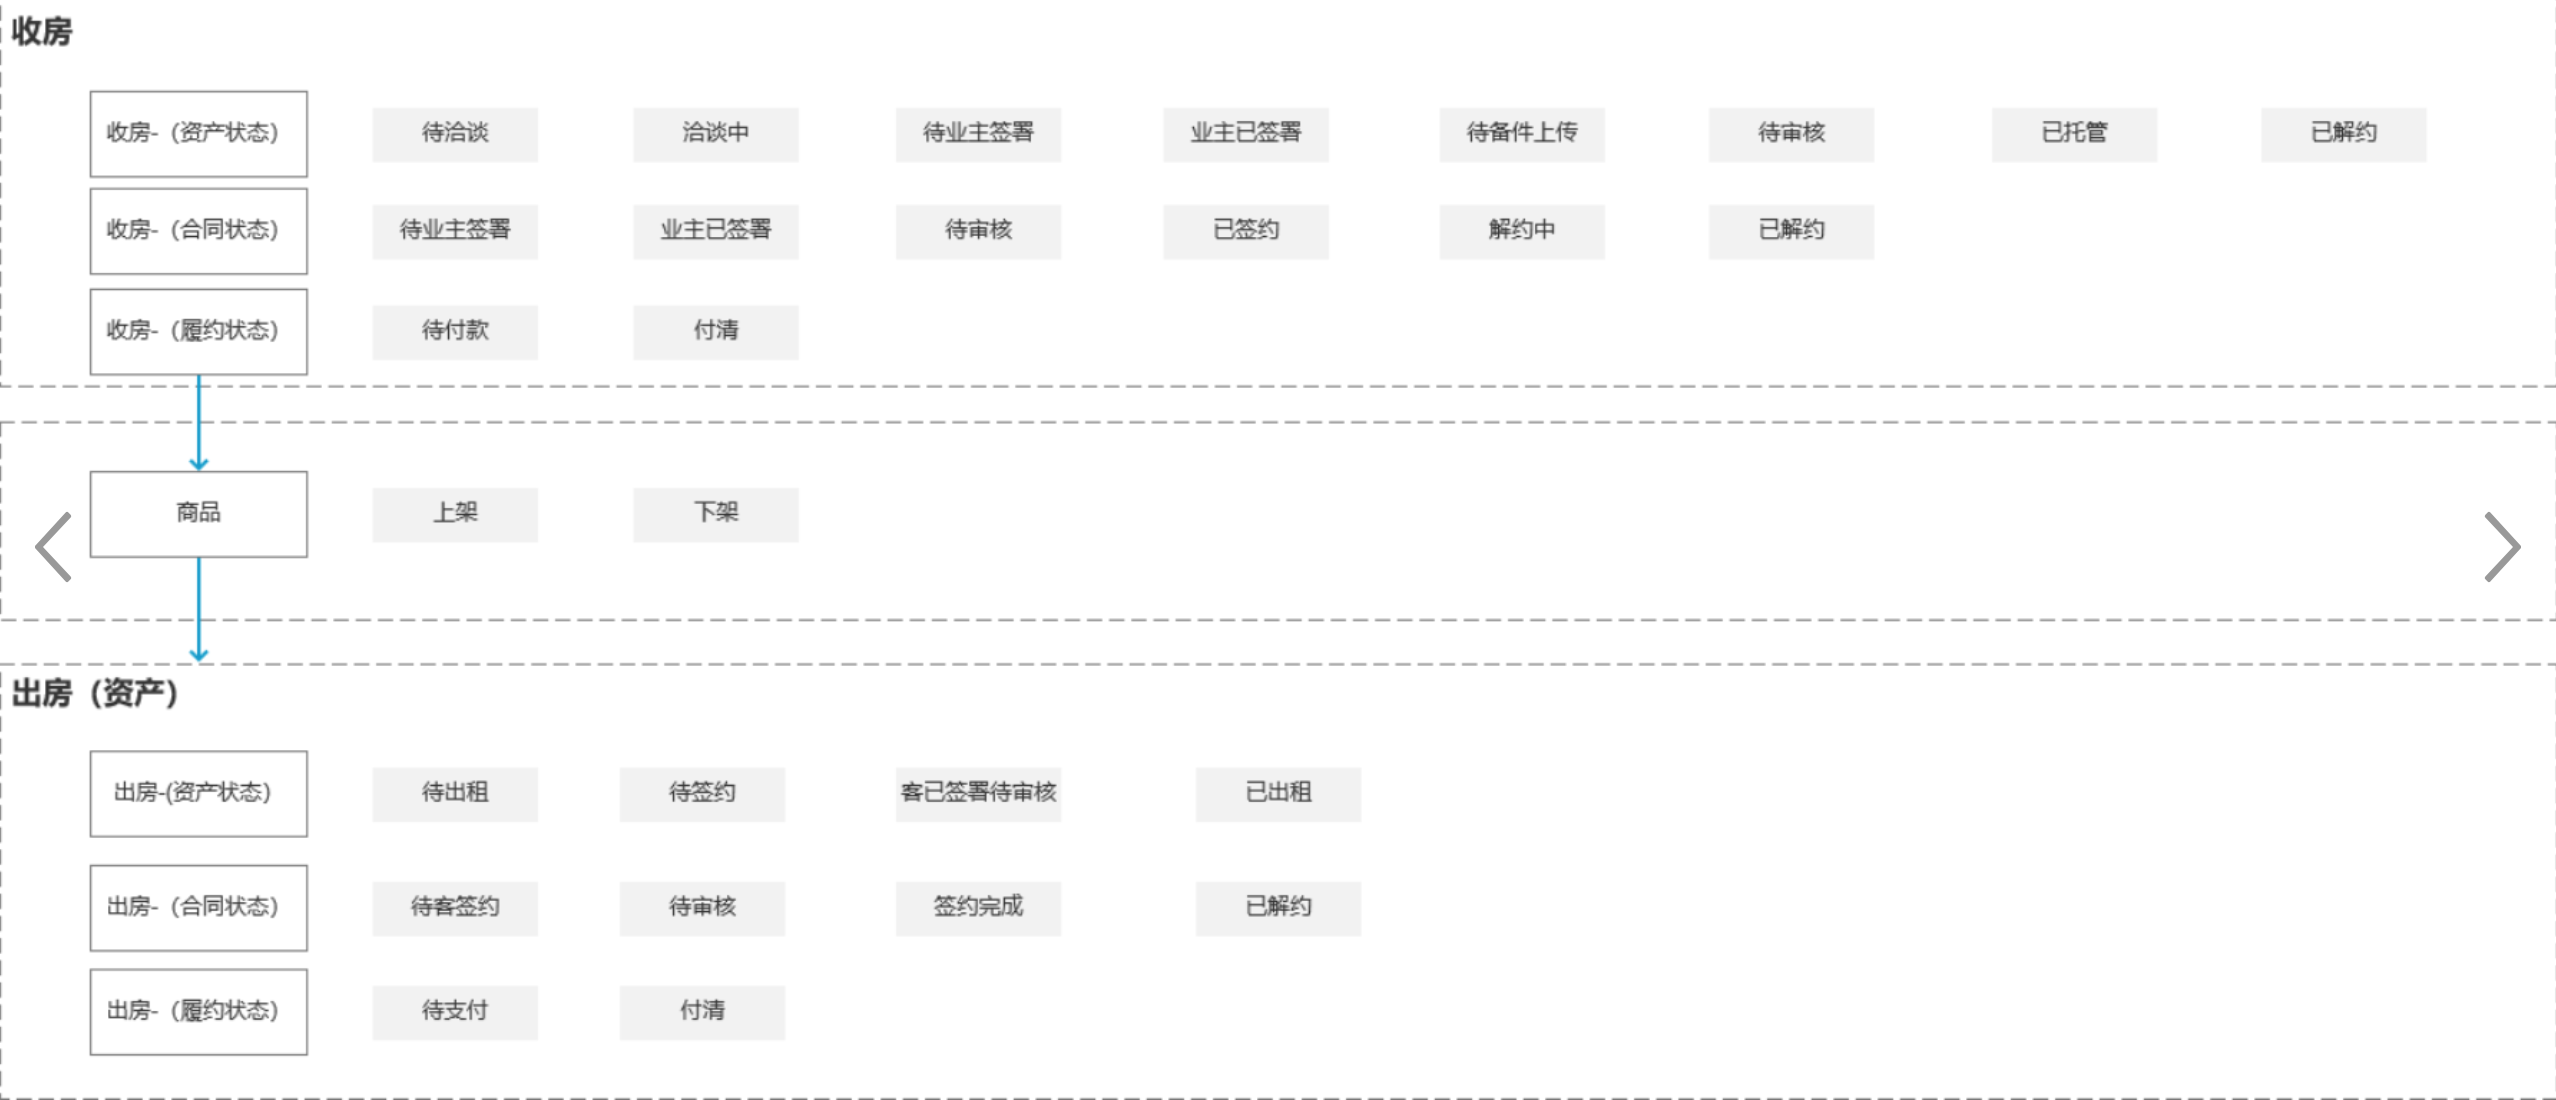 收房
收房-（资产状态） 待洽谈 洽谈中 待业主签署 业主已签署 待备件上传 待审核 已托管 已解约
收房-（合同状态） 待业主签署 业主已签署 待审核 已签约 解约中 已解约
收房-（履约状态） 待付款 付清
商品 上架 下架
出房（资产）
出房-(资产状态) 待出租 待签约 客已签署待审核 已出租
出房-（合同状态） 待客签约 待审核 签约完成 已解约
出房-（履约状态） 待支付 付清